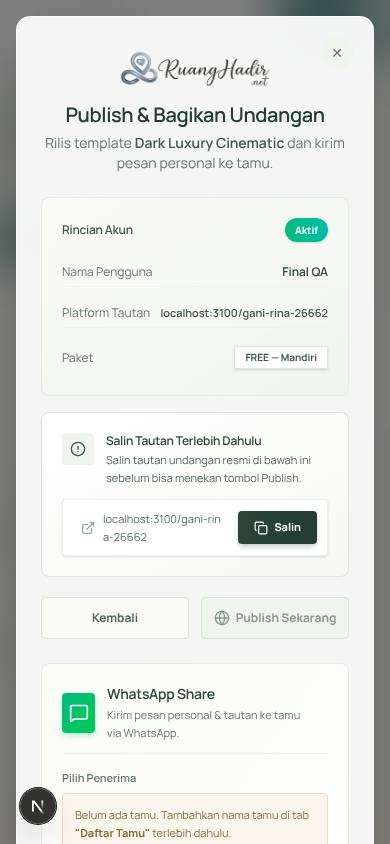 RuangHadir
.net
Publish & Bagikan Undangan
Rilis template Dark Luxury Cinematic dan kirim
pesan personal ke tamu.
Rincian Akun
Aktif
Nama Pengguna
Final QA
Platform Tautan
localhost:3100/gani-rina-26662
Paket
FREE — Mandiri
Salin Tautan Terlebih Dahulu
Salin tautan undangan resmi di bawah ini
sebelum bisa menekan tombol Publish.
localhost:3100/gani-rin
a-26662
Salin
Kembali
Publish Sekarang
WhatsApp Share
Kirim pesan personal & tautan ke tamu
via WhatsApp.
Pilih Penerima
Belum ada tamu. Tambahkan nama tamu di tab
"Daftar Tamu" terlebih dahulu.
N